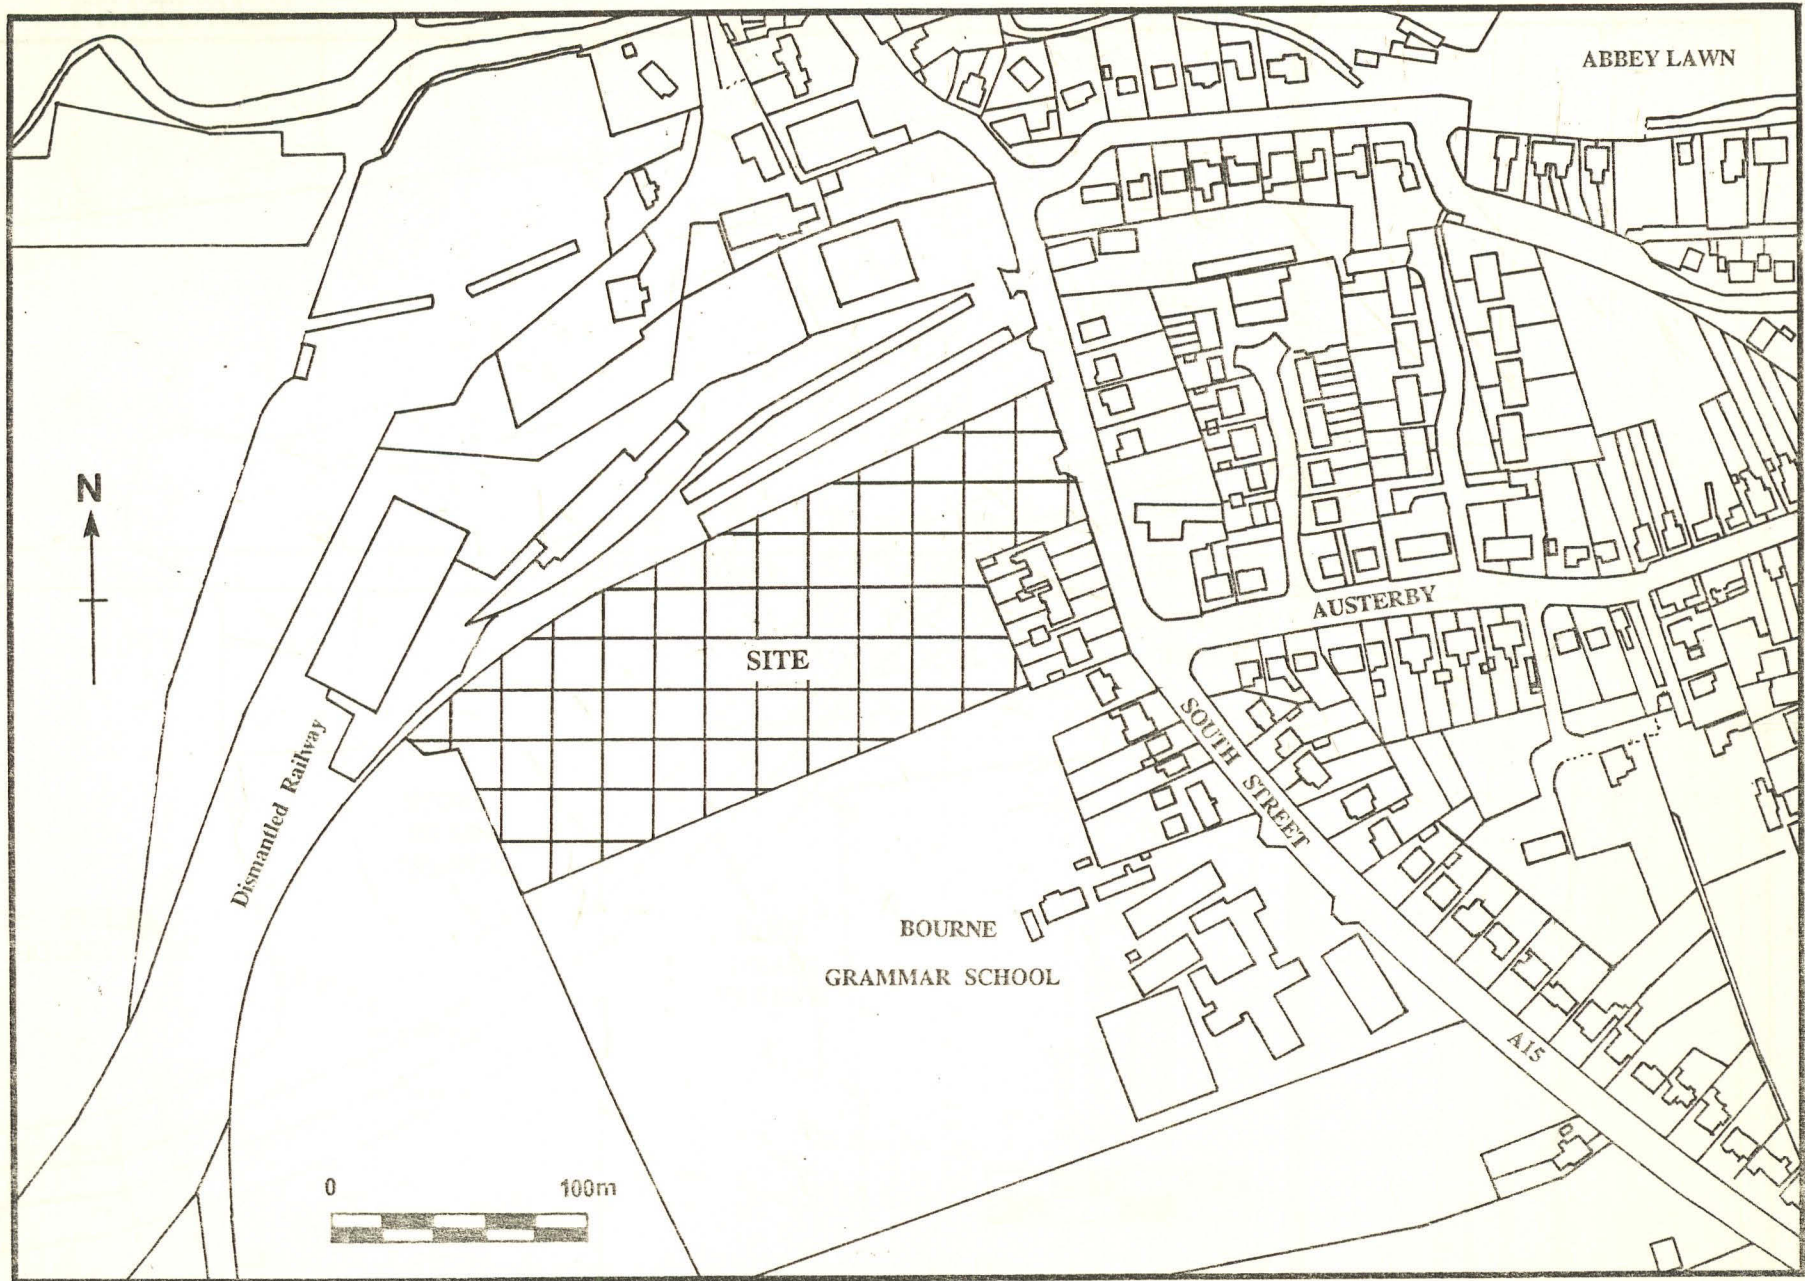 ABBEY LAWN
N
AUSTERBY
SITE
SOUTH STREET
Dismantled Railway
BOURNE
GRAMMAR SCHOOL
A15
0 100m